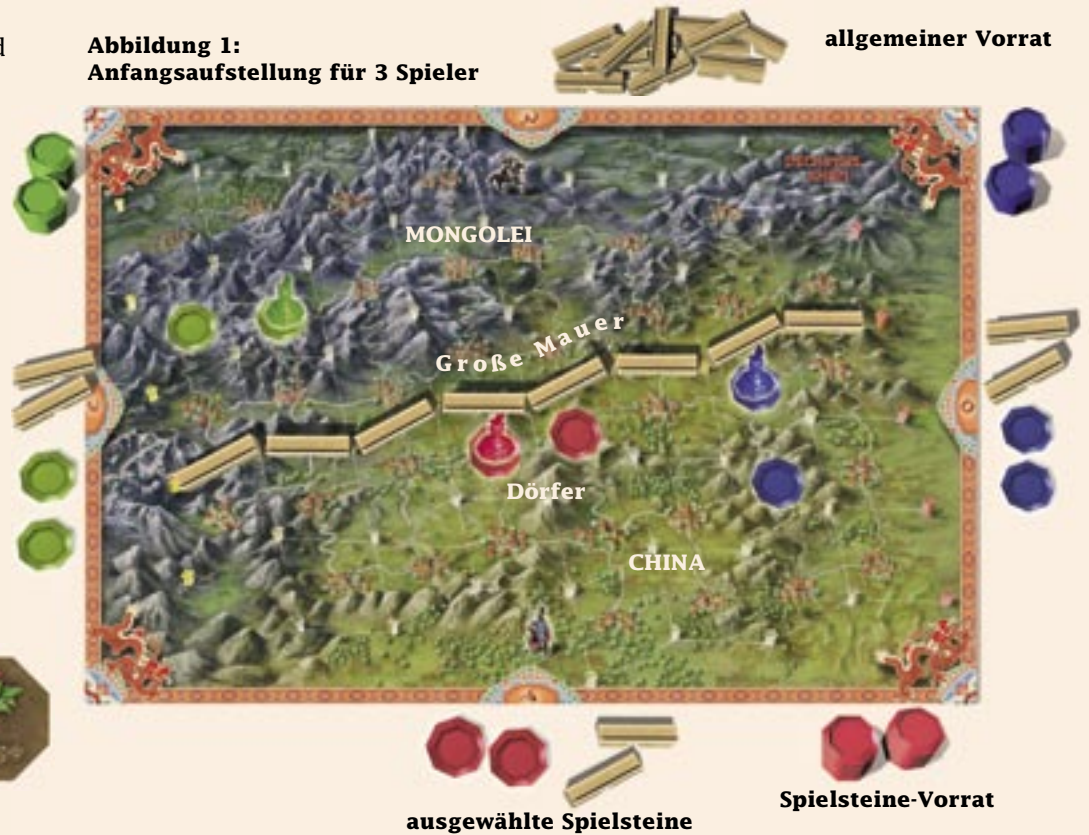 Abbildung 1:
Anfangsaufstellung für 3 Spieler
allgemeiner Vorrat
MONGOLEI
Große Mauer
Dörfer
CHINA
Spielsteine-Vorrat
ausgewählte Spielsteine